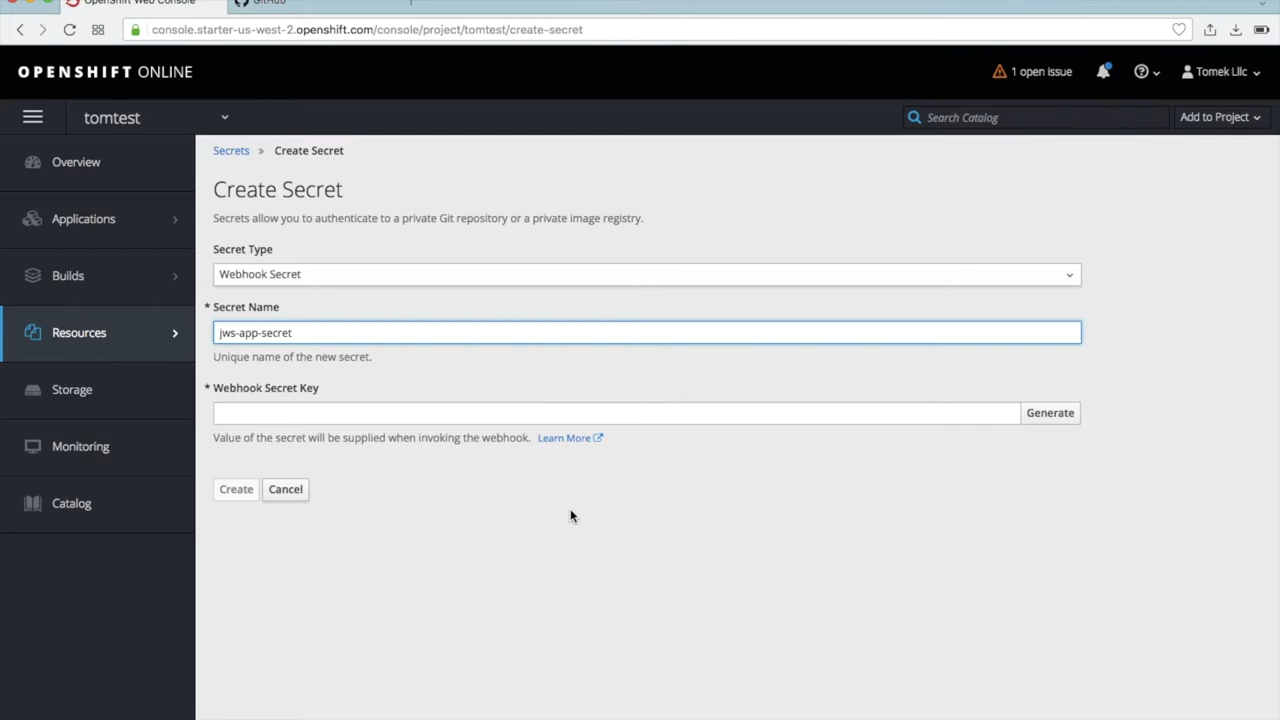 OpenShift Web Console
GitHub
console.starter-us-west-2.openshift.com/console/project/tomtest/create-secret
OPENSHIFT ONLINE
1 open issue
Tomek Llc
tomtest
Search Catalog
Add to Project
Overview
Applications
Builds
Resources
Storage
Monitoring
Catalog
Secrets » Create Secret
Create Secret
Secrets allow you to authenticate to a private Git repository or a private image registry.
Secret Type
Webhook Secret
* Secret Name
jws-app-secret
Unique name of the new secret.
* Webhook Secret Key
Generate
Value of the secret will be supplied when invoking the webhook. Learn More
Create
Cancel